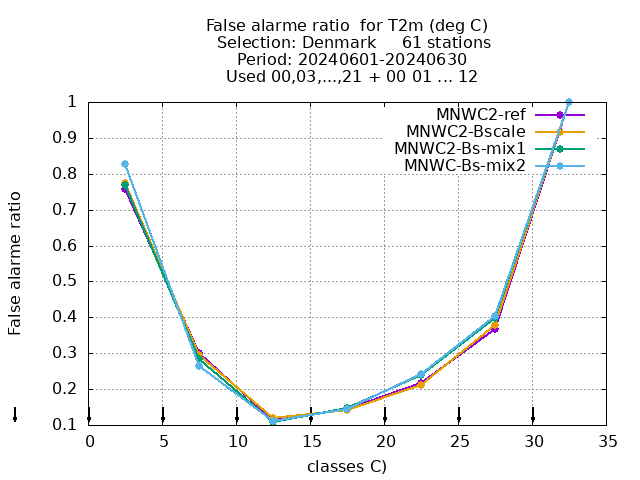 False alarme ratio  for T2m (deg C)
Selection: Denmark     61 stations
Period: 20240601-20240630
Used 00,03,...,21 + 00 01 ... 12
MNWC2-ref
MNWC2-Bscale
MNWC2-Bs-mix1
MNWC-Bs-mix2
False alarme ratio
1
0.9
0.8
0.7
0.6
0.5
0.4
0.3
0.2
0.1
0 5 10 15 20 25 30 35
classes C)